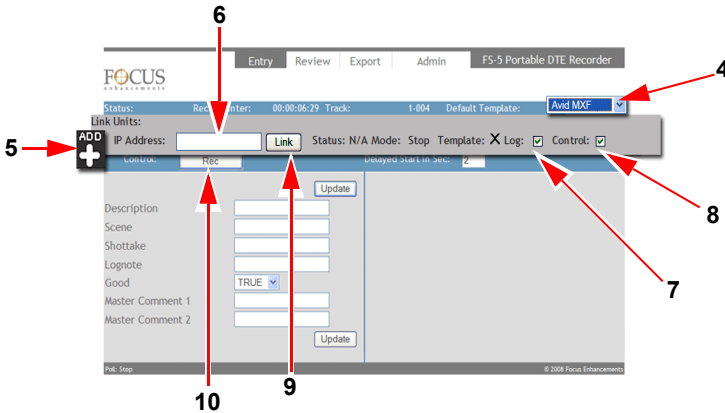 6
Entry Review Export Admin FS-5 Portable DTE Recorder
FOCUS
enhancements
4
Status: Rec nter: 00:00:06:29 Track: 1-004 Default Template: Avid MXF
Link Units:
5 ADD IP Address: Link Status: N/A Mode: Stop Template: X Log: Control:
Control: Rec Delayed Start in Sec: 2
8
Update
Description
Scene
Shottake
Lognote
7
Good TRUE
Master Comment 1
Master Comment 2
Update
Poll: Stop © 2008 Focus Enhancements
10 9